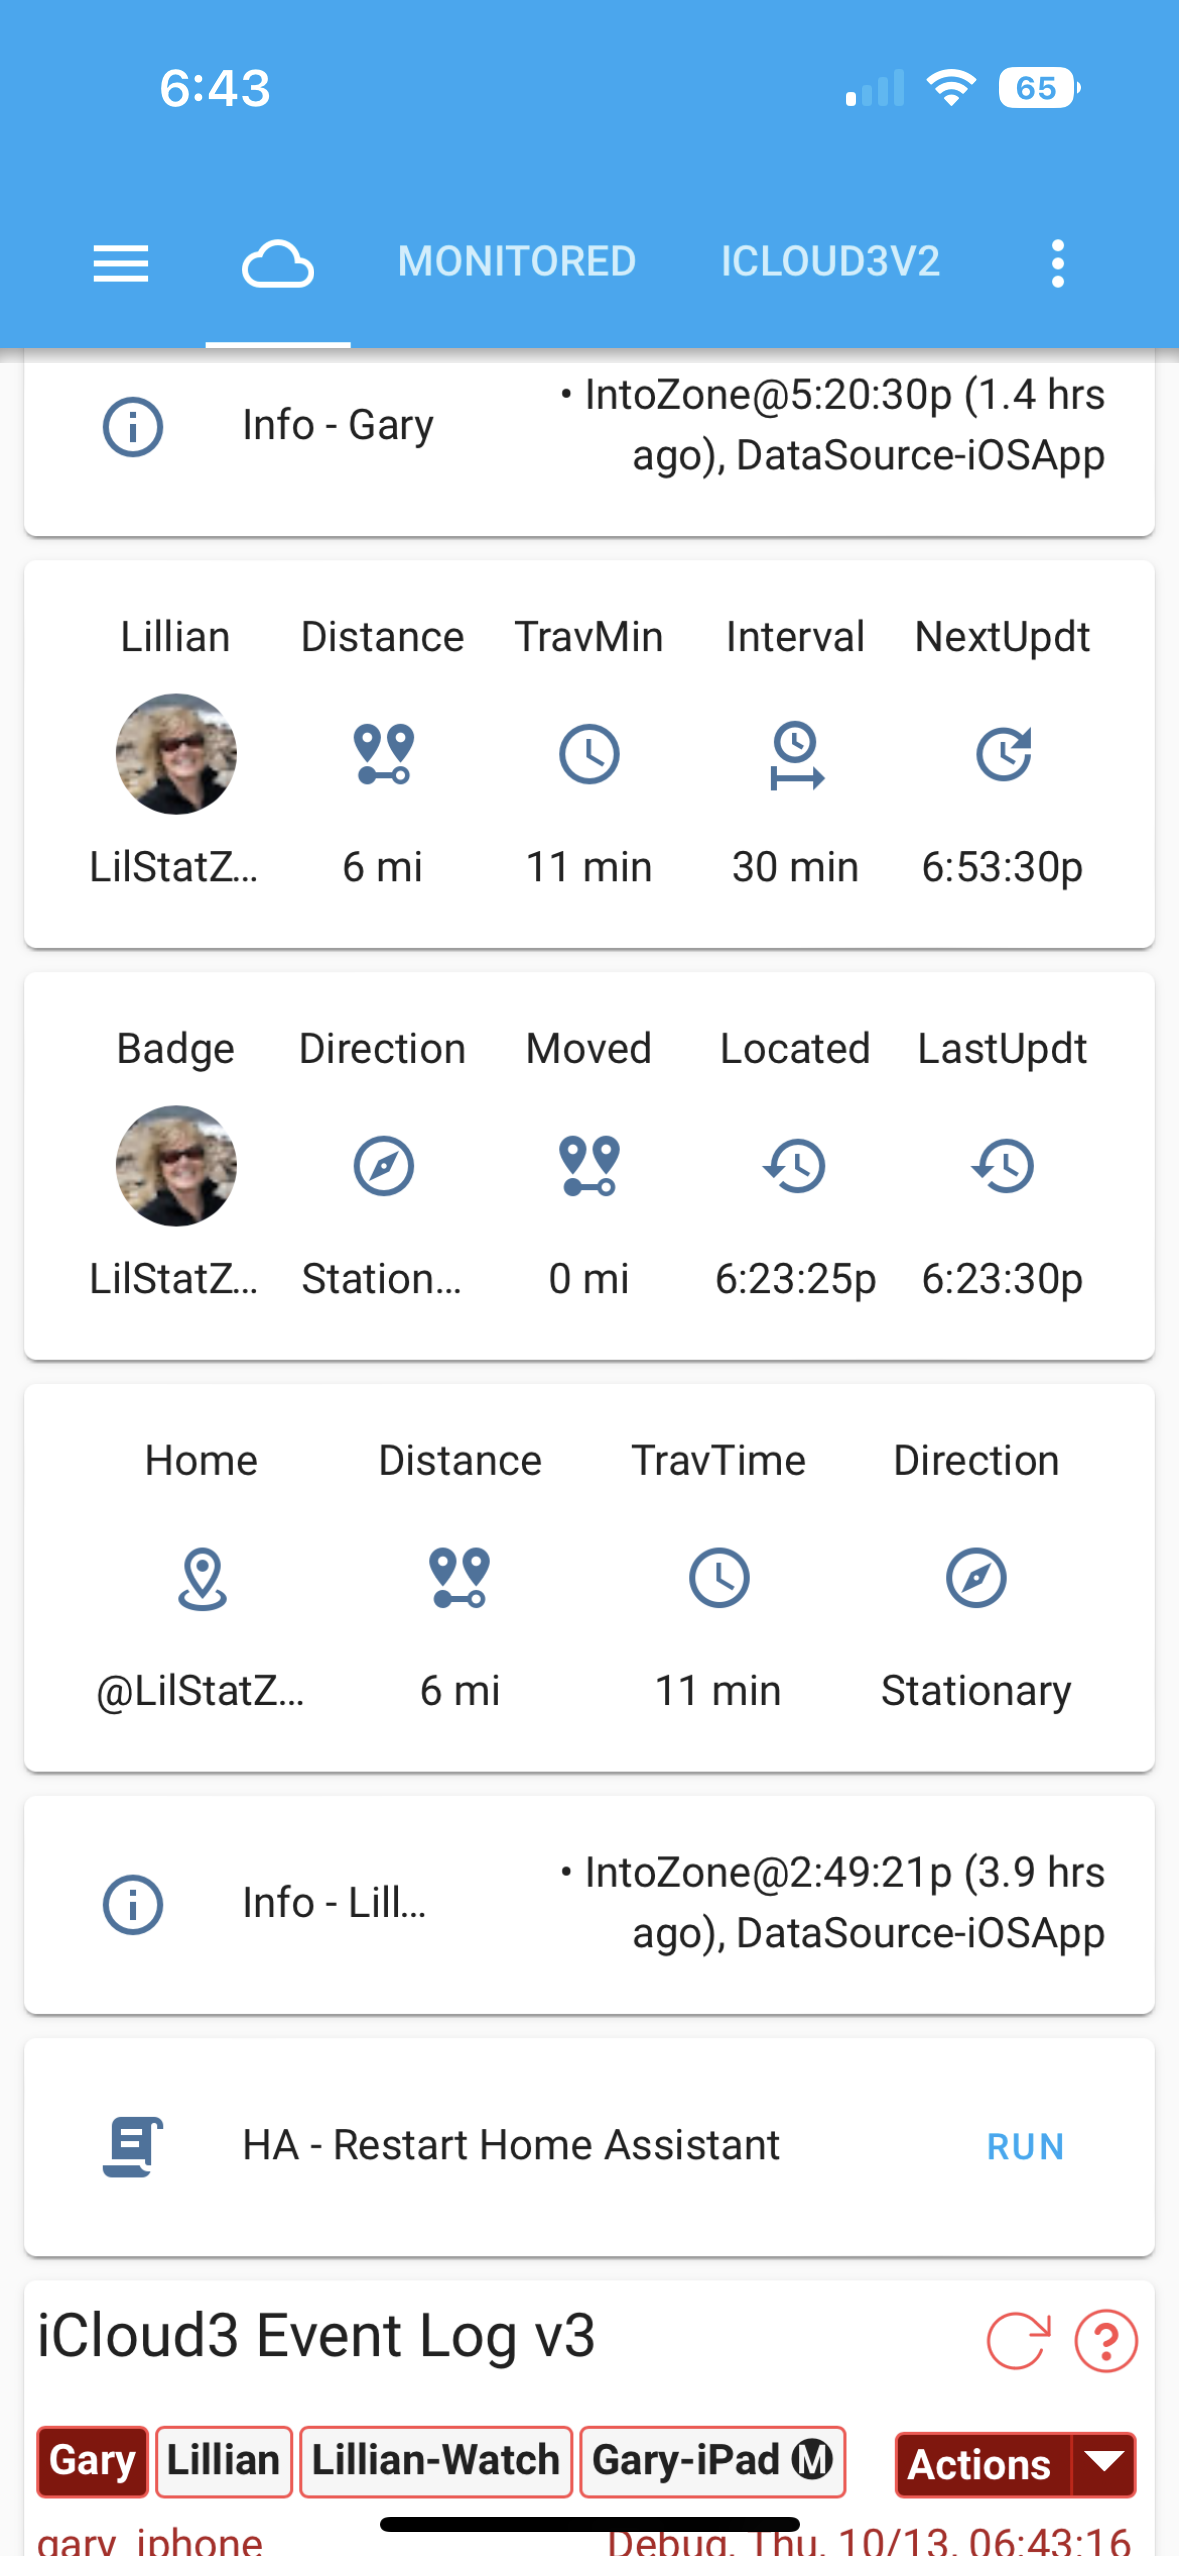 6:43
65
MONITORED ICLOUD3V2
• IntoZone@5:20:30p (1.4 hrs
Info - Gary
ago), DataSource-iOSApp
Lillian Distance TravMin Interval NextUpdt
LilStatZ... 6 mi 11 min 30 min 6:53:30p
Badge Direction Moved Located LastUpdt
LilStatZ... Station... 0 mi 6:23:25p 6:23:30p
Home Distance TravTime Direction
@LilStatZ... 6 mi 11 min Stationary
• IntoZone@2:49:21p (3.9 hrs
Info - Lill...
ago), DataSource-iOSApp
HA - Restart Home Assistant RUN
iCloud3 Event Log v3 ?
Gary Lillian Lillian-Watch Gary-iPad Ⓜ Actions
gary_iphone Debug, Thu, 10/13, 06:43:16